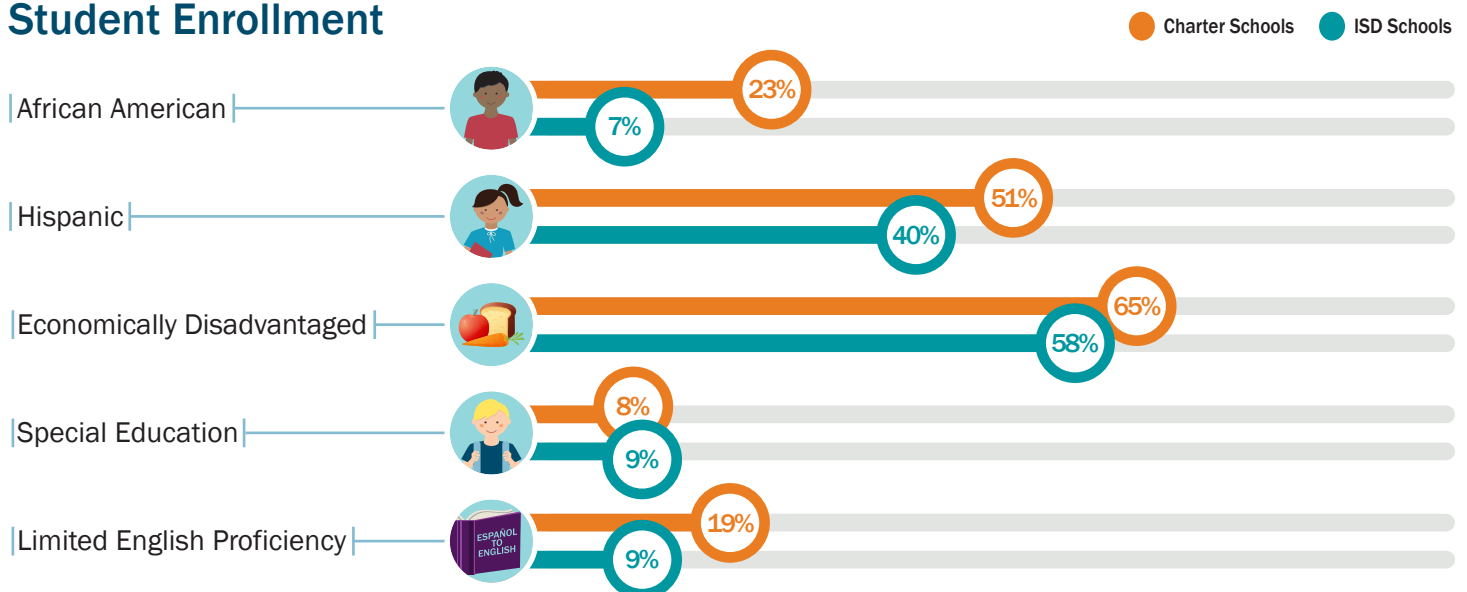 Student Enrollment
Charter Schools
ISD Schools
African American
23%
7%
Hispanic
51%
40%
Economically Disadvantaged
65%
58%
Special Education
8%
9%
Limited English Proficiency
ESPAÑOL
TO
ENGLISH
19%
9%